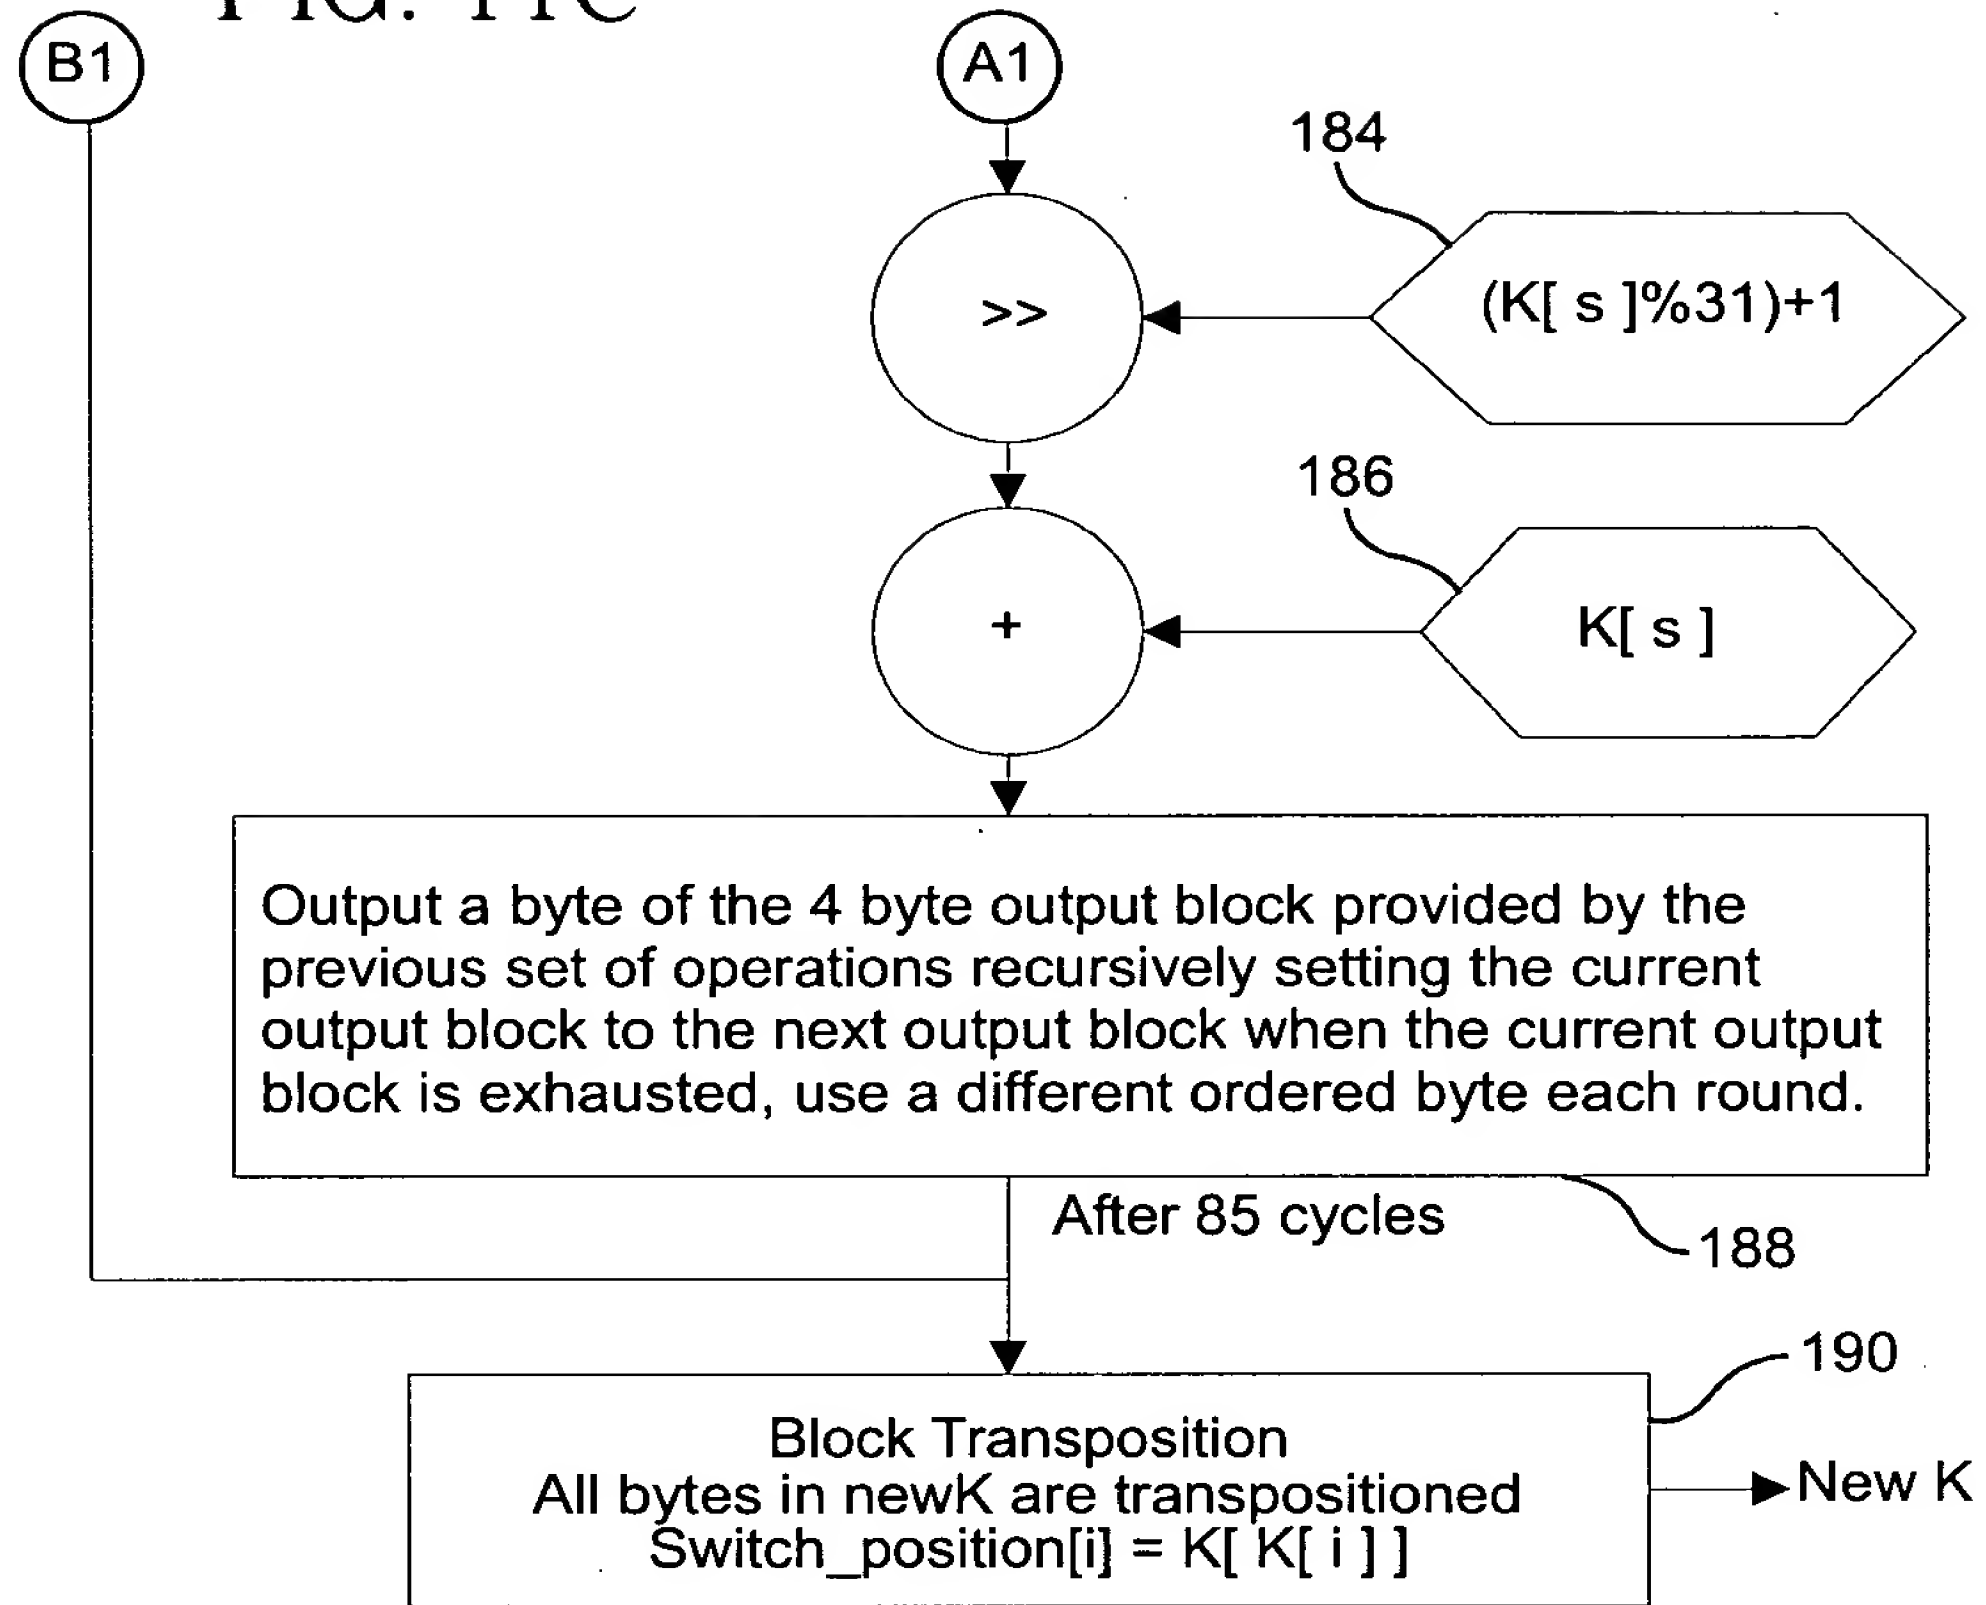 FIG. 11C
B1
A1
184
>>
(K[ s ]%31)+1
186
+
K[ s ]
Output a byte of the 4 byte output block provided by the
previous set of operations recursively setting the current
output block to the next output block when the current output
block is exhausted, use a different ordered byte each round.
After 85 cycles
188
190
Block Transposition
All bytes in newK are transpositioned
Switch_position[i] = K[ K[ i ] ]
New K